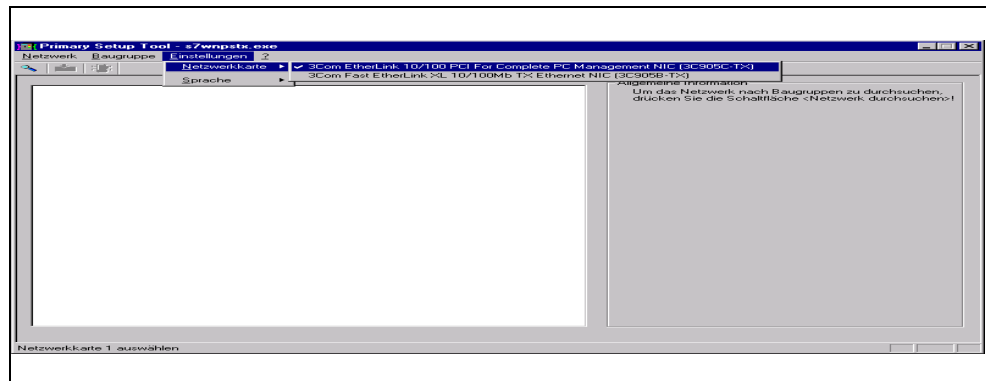 Primary Setup Tool - s7wnpstx.exe
Netzwerk Baugruppe Einstellungen ?
Netzwerkkarte
3Com EtherLink 10/100 PCI For Complete PC Management NIC (3C905C-TX)
3Com Fast EtherLink XL 10/100Mb TX Ethernet NIC (3C905B-TX)
Sprache
Allgemeine Information
Um das Netzwerk nach Baugruppen zu durchsuchen,
drücken Sie die Schaltfläche <Netzwerk durchsuchen>!
Netzwerkkarte 1 auswählen